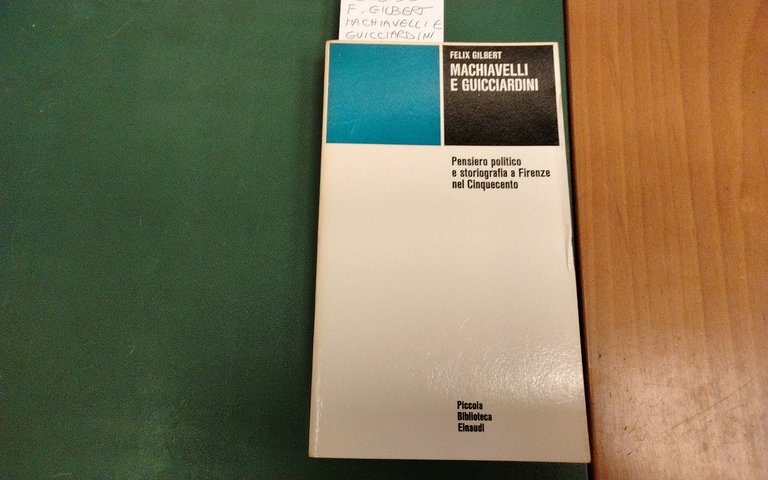 F. GILBERT
MACHIAVELLI E
GUICCIARDINI
FELIX GILBERT
MACHIAVELLI
E GUICCIARDINI
Pensiero politico
e storiografia a Firenze
nel Cinquecento
Piccola
Biblioteca
Einaudi